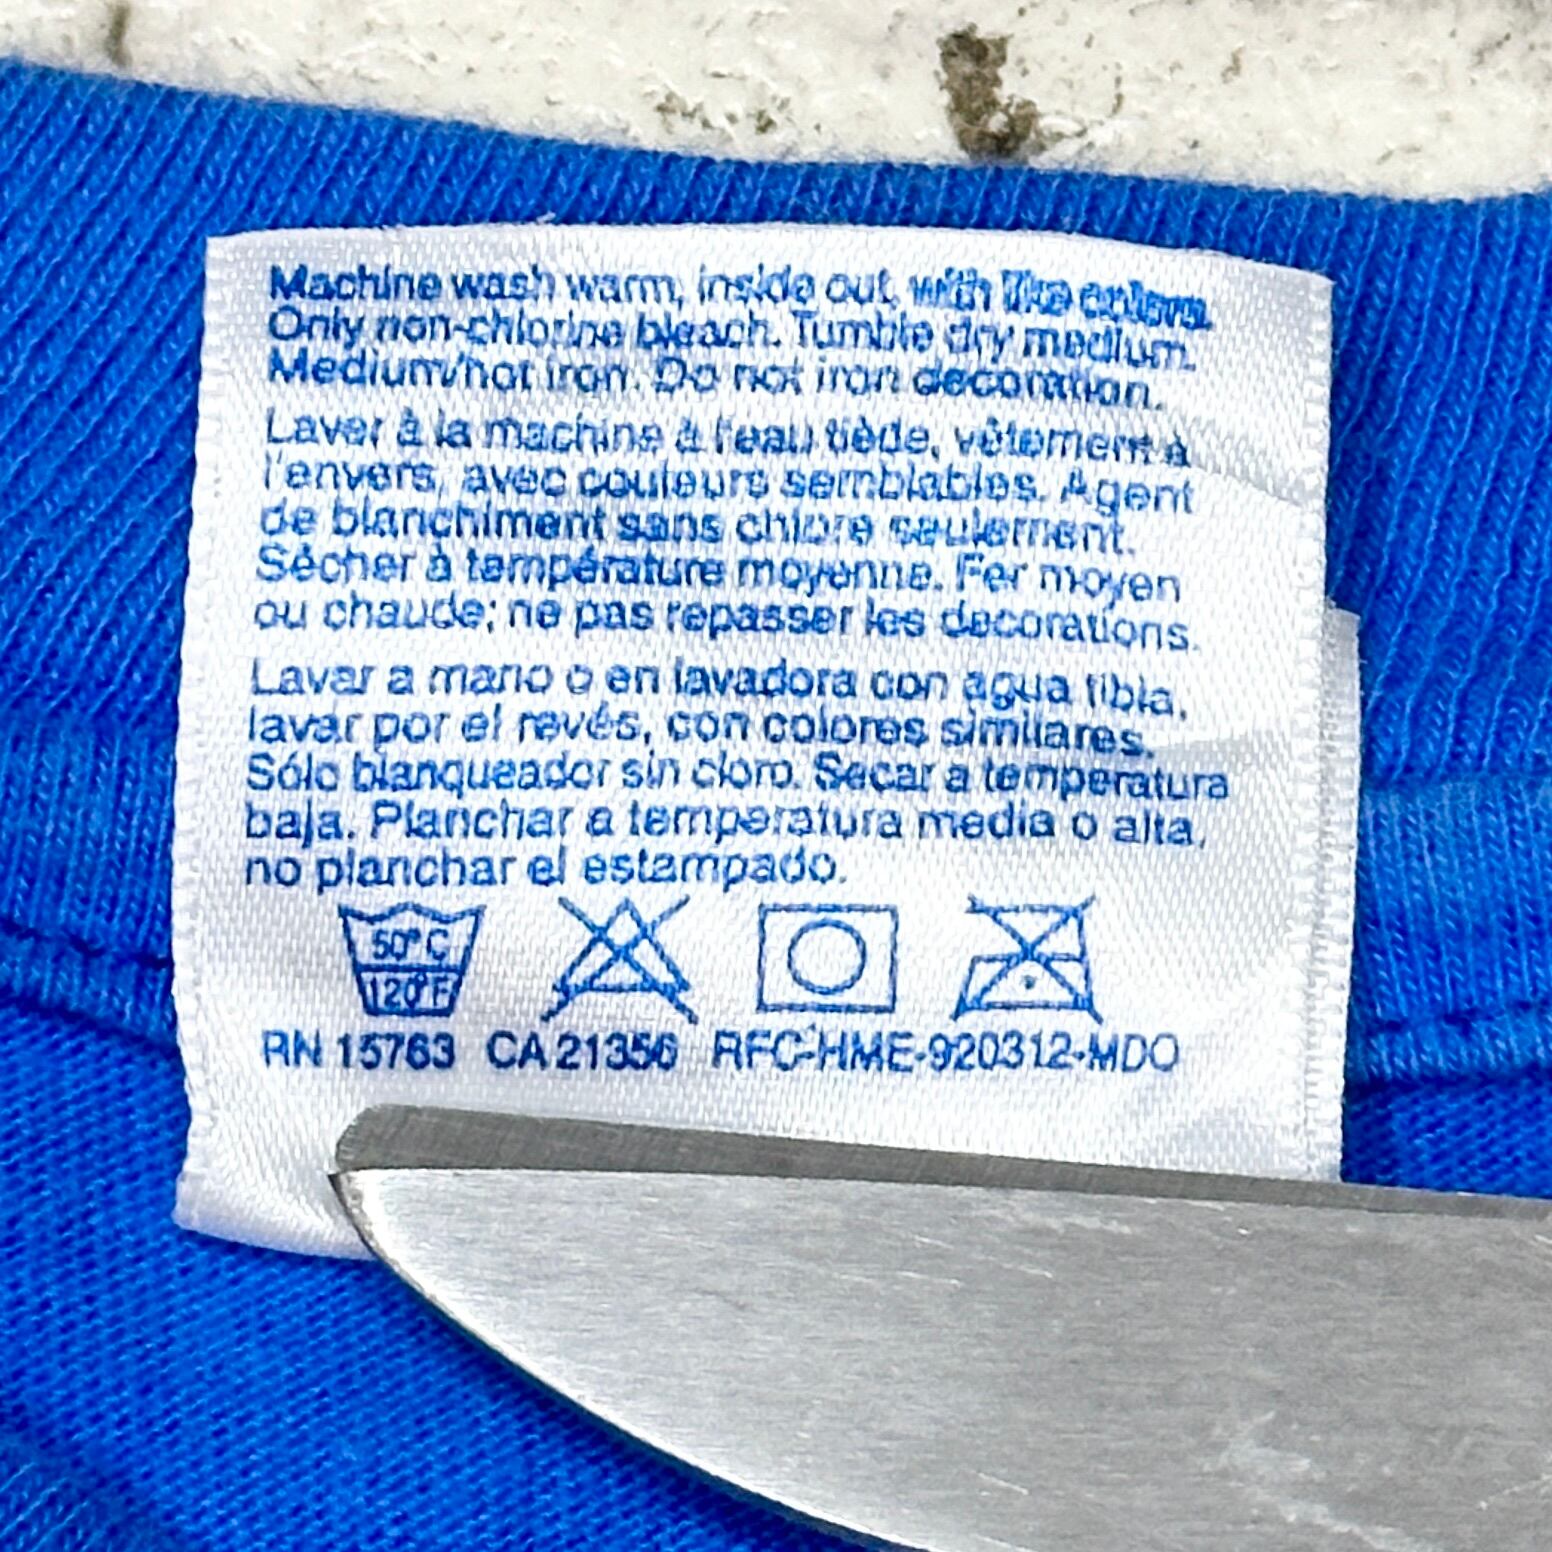 Machine wash warm, inside out, with like colors.
Only non-chlorine bleach. Tumble dry medium.
Medium/hot iron. Do not iron decoration.
Laver à la machine à l'eau tiède, vêtement à
l'envers, avec couleurs semblables. Agent
de blanchiment sans chlore seulement.
Sécher à température moyenne. Fer moyen
ou chaude; ne pas repasser les decorations.
Lavar a mano o en lavadora con agua tibia,
lavar por el revés, con colores similares.
Sólo blanqueador sin cloro. Secar a temperatura
baja. Planchar a temperatura media o alta,
no planchar el estampado.
50°C
120°F
RN 15763 CA 21356 RFC-HME-920312-MDO